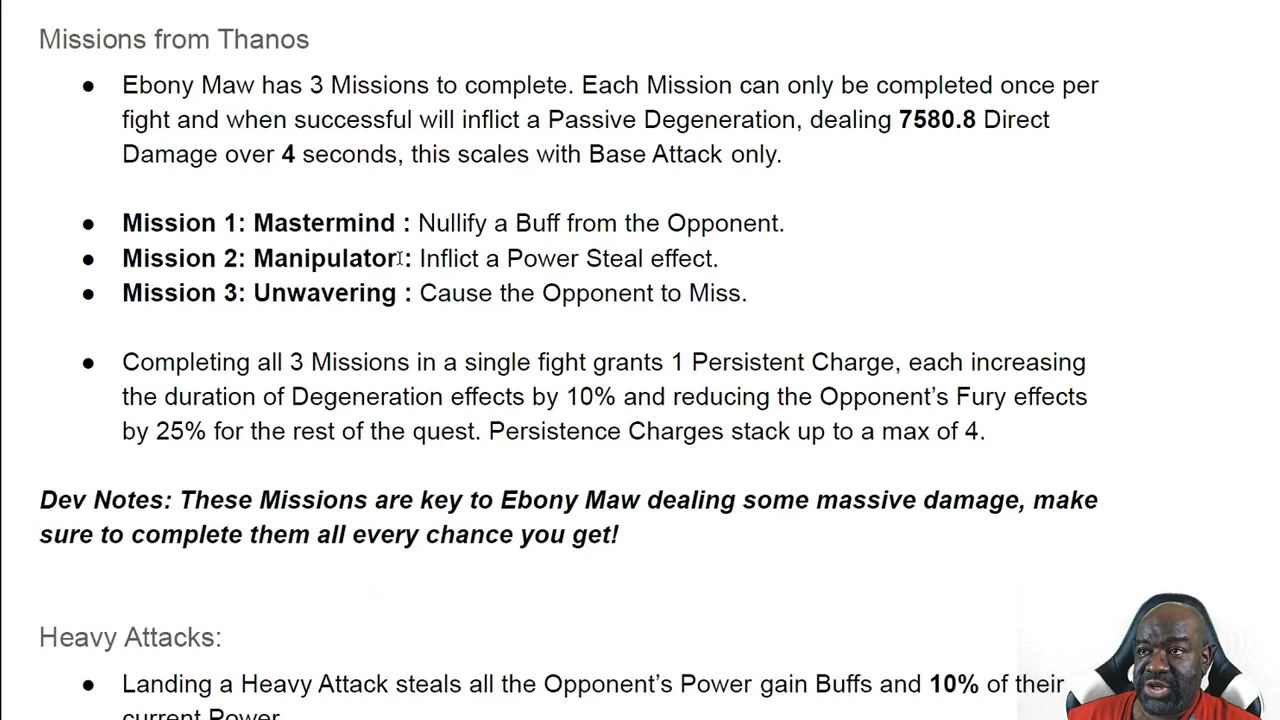 Missions from Thanos
● Ebony Maw has 3 Missions to complete. Each Mission can only be completed once per
fight and when successful will inflict a Passive Degeneration, dealing 7580.8 Direct
Damage over 4 seconds, this scales with Base Attack only.
● Mission 1: Mastermind : Nullify a Buff from the Opponent.
● Mission 2: Manipulator : Inflict a Power Steal effect.
● Mission 3: Unwavering : Cause the Opponent to Miss.
● Completing all 3 Missions in a single fight grants 1 Persistent Charge, each increasing
the duration of Degeneration effects by 10% and reducing the Opponent’s Fury effects
by 25% for the rest of the quest. Persistence Charges stack up to a max of 4.
Dev Notes: These Missions are key to Ebony Maw dealing some massive damage, make
sure to complete them all every chance you get!
Heavy Attacks:
● Landing a Heavy Attack steals all the Opponent’s Power gain Buffs and 10% of their
current Power